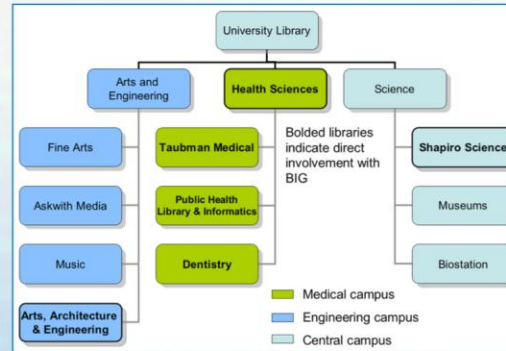 University Library
Arts and
Engineering
Health Sciences
Science
Fine Arts
Taubman Medical
Bolded libraries
indicate direct
involvement with
BIG
Shapiro Science
Askwith Media
Public Health
Library & Informatics
Museums
Music
Dentistry
Biostation
Arts, Architecture
& Engineering
Medical campus
Engineering campus
Central campus